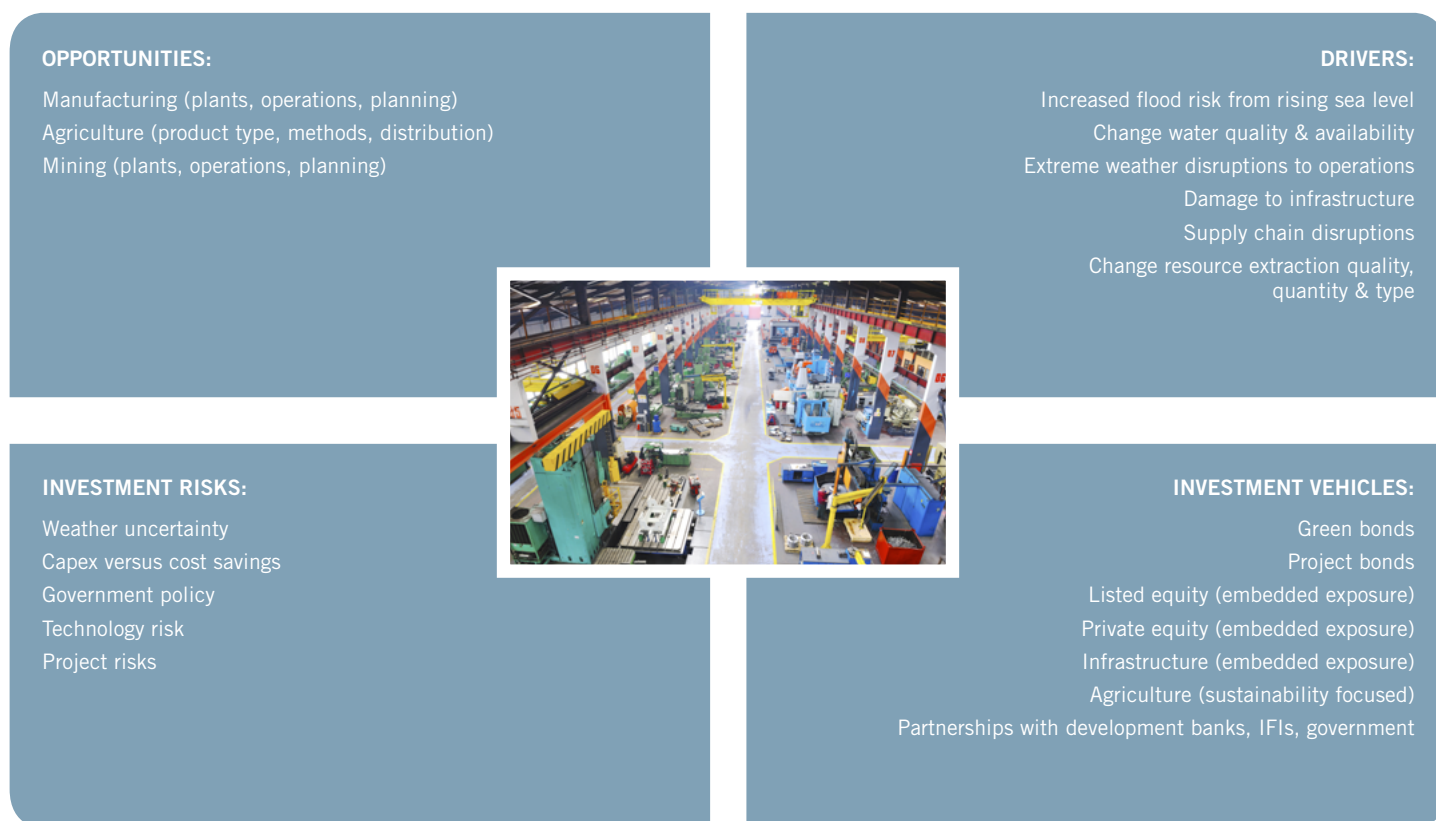 OPPORTUNITIES:
Manufacturing (plants, operations, planning)
Agriculture (product type, methods, distribution)
Mining (plants, operations, planning)
DRIVERS:
Increased flood risk from rising sea level
Change water quality & availability
Extreme weather disruptions to operations
Damage to infrastructure
Supply chain disruptions
Change resource extraction quality,
quantity & type
INVESTMENT RISKS:
Weather uncertainty
Capex versus cost savings
Government policy
Technology risk
Project risks
INVESTMENT VEHICLES:
Green bonds
Project bonds
Listed equity (embedded exposure)
Private equity (embedded exposure)
Infrastructure (embedded exposure)
Agriculture (sustainability focused)
Partnerships with development banks, IFIs, government